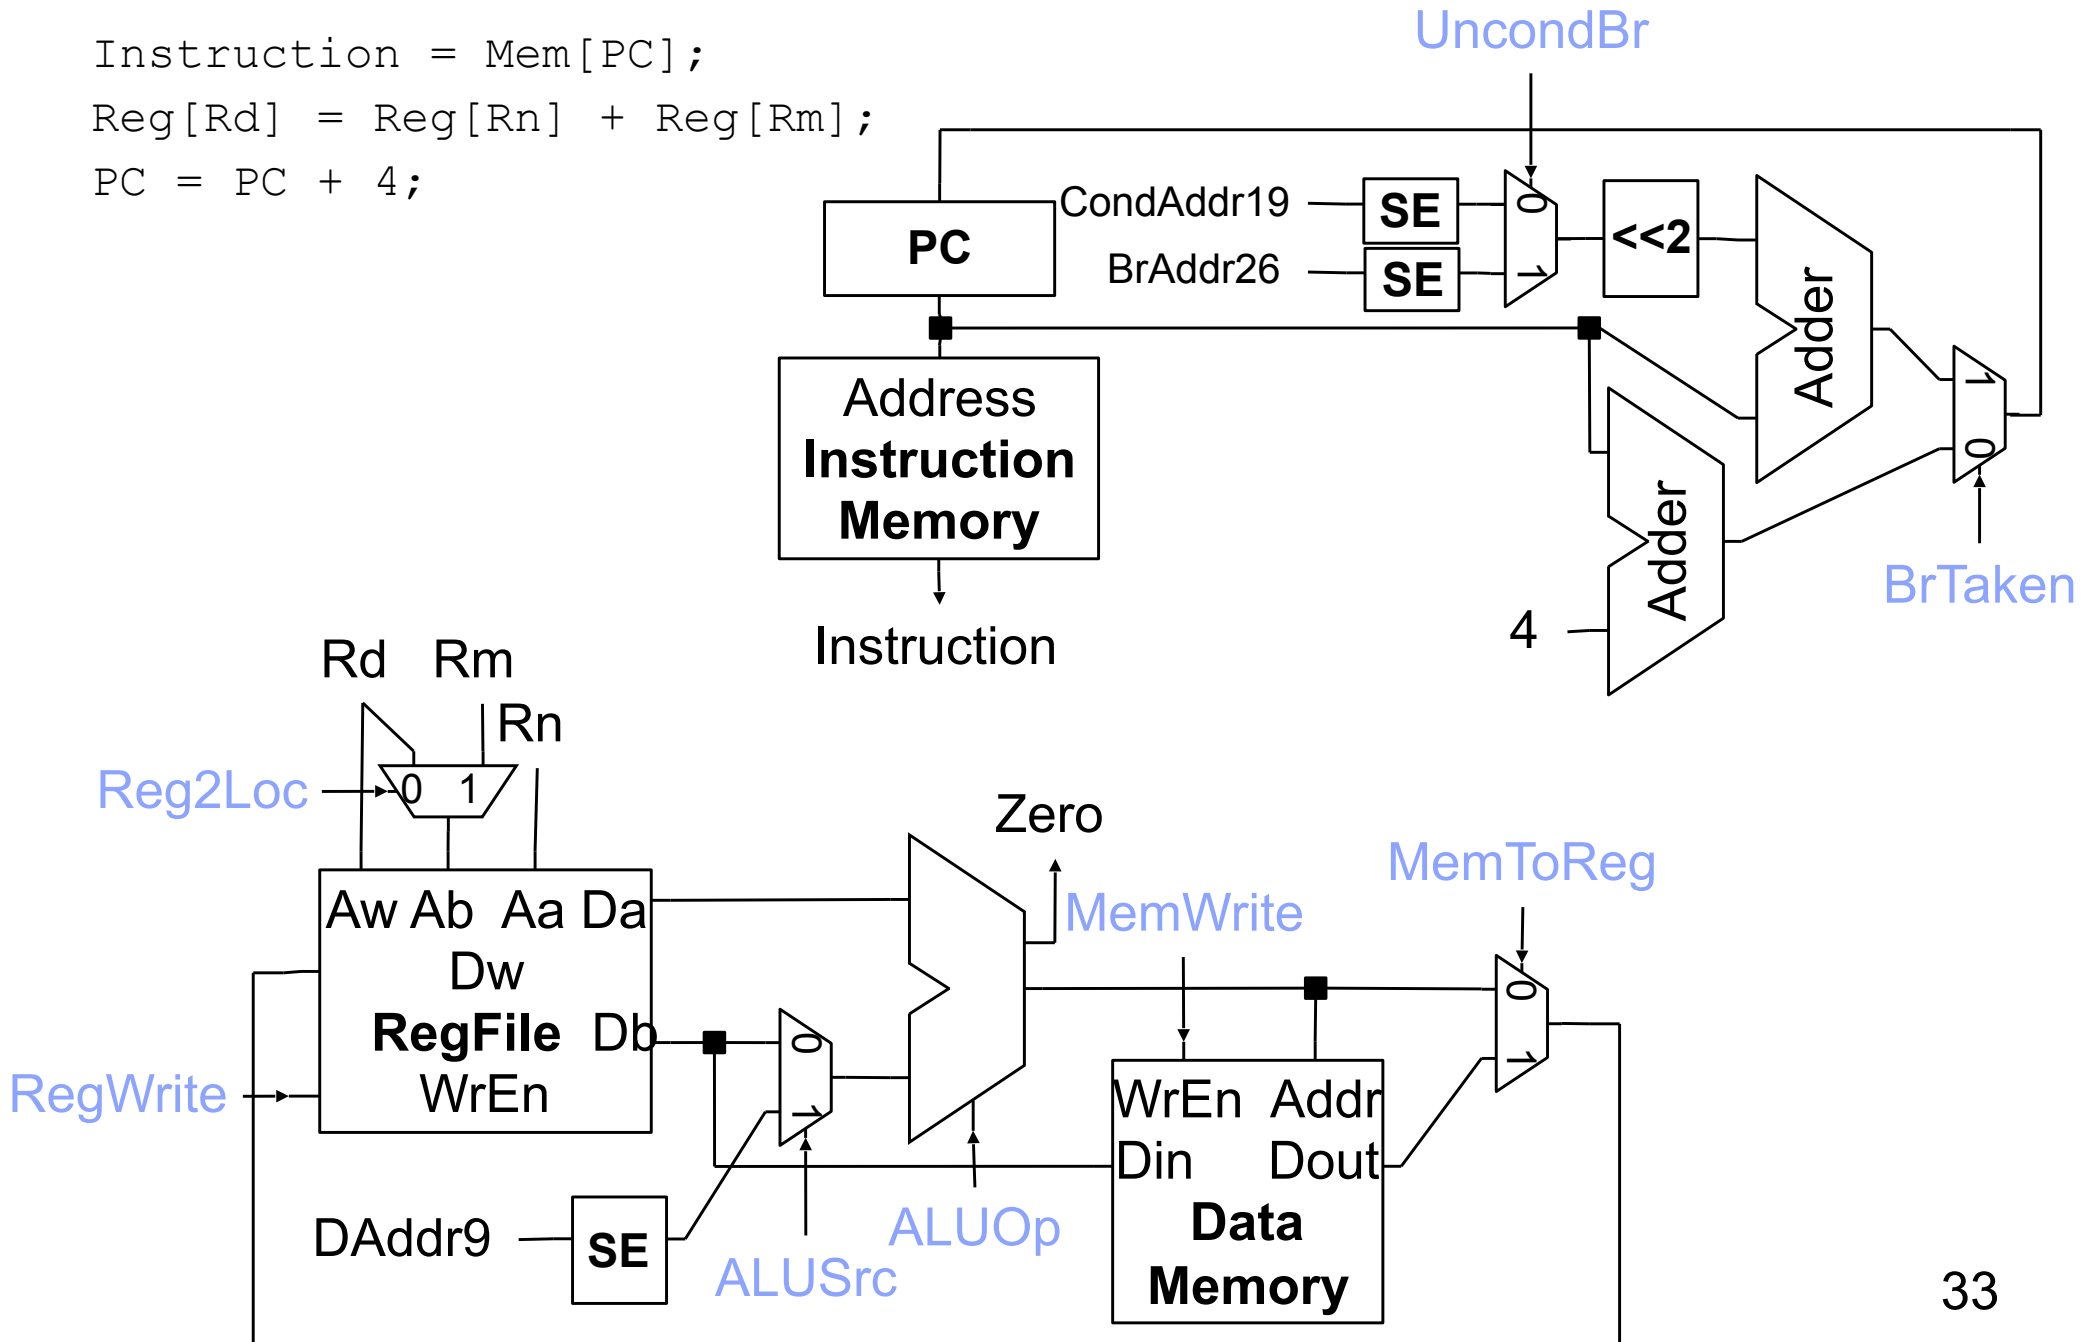 UncondBr
Instruction = Mem[PC];
Reg[Rd] = Reg[Rn] + Reg[Rm];
PC = PC + 4;
CondAddr19
SE
0
<<2
PC
BrAddr26
SE
1
Adder
Address
Instruction
Memory
1
0
Adder
BrTaken
4
Instruction
Rd
Rm
Rn
Reg2Loc
0 1
Zero
MemToReg
MemWrite
Aw Ab Aa Da
Dw
RegFile Db
WrEn
RegWrite
0
1
0
1
WrEn Addr
Din Dout
Data
Memory
DAddr9
SE
ALUSrc
ALUOp
33